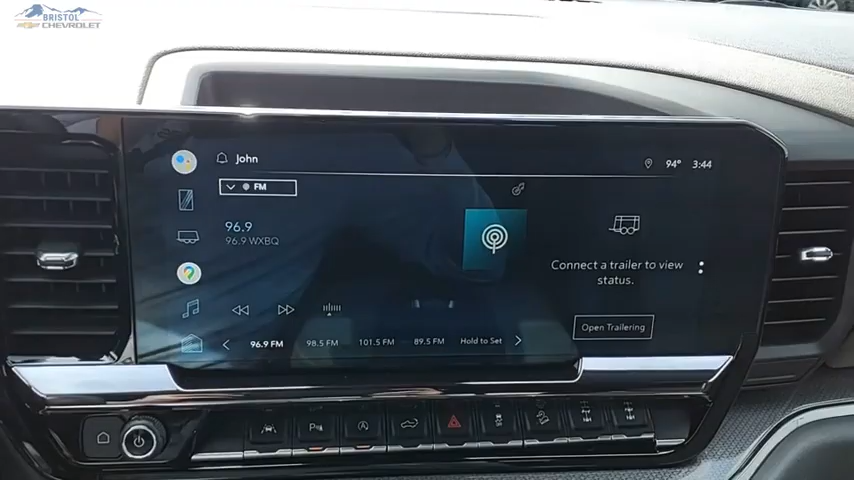 BRISTOL
CHEVROLET
John
94° 3:44
FM
96.9
96.9 WXBQ
Connect a trailer to view
status.
Open Trailering
96.9 FM 98.5 FM 101.5 FM 89.5 FM Hold to Set